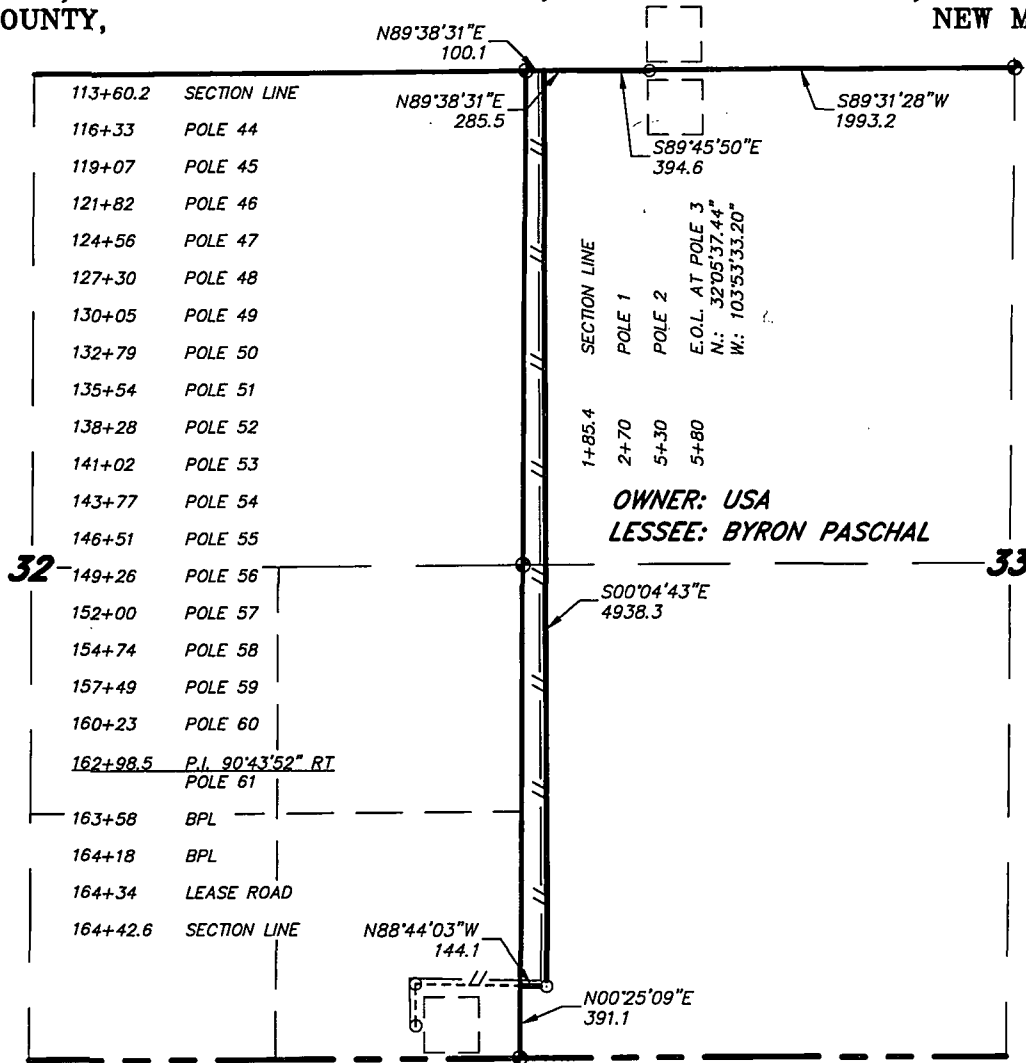 OUNTY,
NEW M
N89°38'31"E
100.1
N89°38'31"E
285.5
S89°45'50"E
394.6
S89°31'28"W
1993.2
113+60.2 SECTION LINE
116+33 POLE 44
119+07 POLE 45
121+82 POLE 46
124+56 POLE 47
127+30 POLE 48
130+05 POLE 49
132+79 POLE 50
135+54 POLE 51
138+28 POLE 52
141+02 POLE 53
143+77 POLE 54
146+51 POLE 55
149+26 POLE 56
152+00 POLE 57
154+74 POLE 58
157+49 POLE 59
160+23 POLE 60
162+98.5 P.I. 90°43'52" RT
POLE 61
163+58 BPL
164+18 BPL
164+34 LEASE ROAD
164+42.6 SECTION LINE
1+85.4 SECTION LINE
2+70 POLE 1
5+30 POLE 2
5+80 E.O.L. AT POLE 3
N.: 32°05'37.44"
W.: 103°53'33.20"
OWNER: USA
LESSEE: BYRON PASCHAL
32
33
S00°04'43"E
4938.3
N88°44'03"W
144.1
N00°25'09"E
391.1